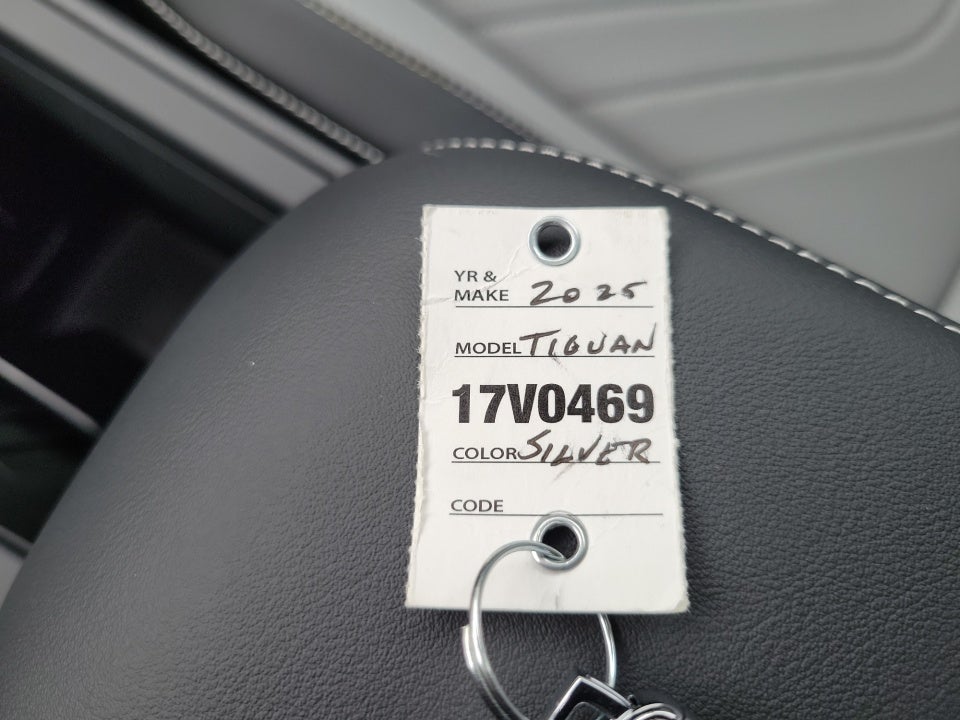 YR &
MAKE 2025
MODEL TIGUAN
17V0469
COLOR SILVER
CODE